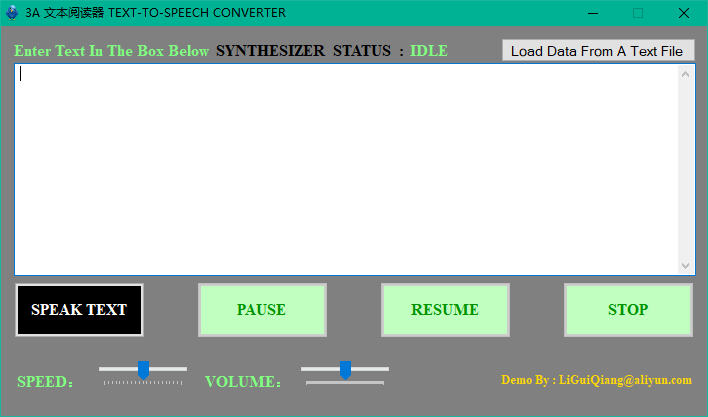 3A 文本阅读器 TEXT-TO-SPEECH CONVERTER
Enter Text In The Box Below SYNTHESIZER STATUS : IDLE
Load Data From A Text File
SPEAK TEXT
PAUSE
RESUME
STOP
SPEED：
VOLUME：
Demo By : LiGuiQiang@aliyun.com